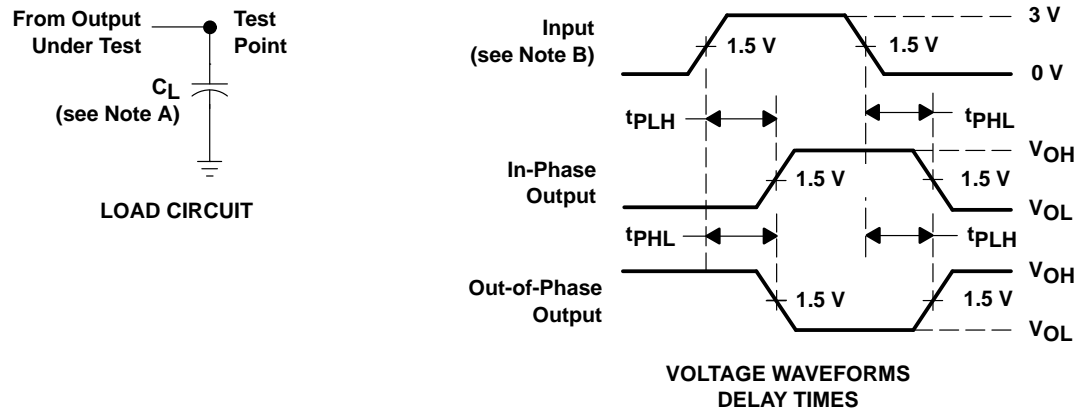 From Output
Under Test
Test
Point
CL
(see Note A)
LOAD CIRCUIT
Input
(see Note B)
1.5 V
1.5 V
3 V
0 V
tPLH
tPHL
In-Phase
Output
1.5 V
1.5 V
VOH
VOL
tPHL
tPLH
Out-of-Phase
Output
1.5 V
1.5 V
VOH
VOL
VOLTAGE WAVEFORMS
DELAY TIMES